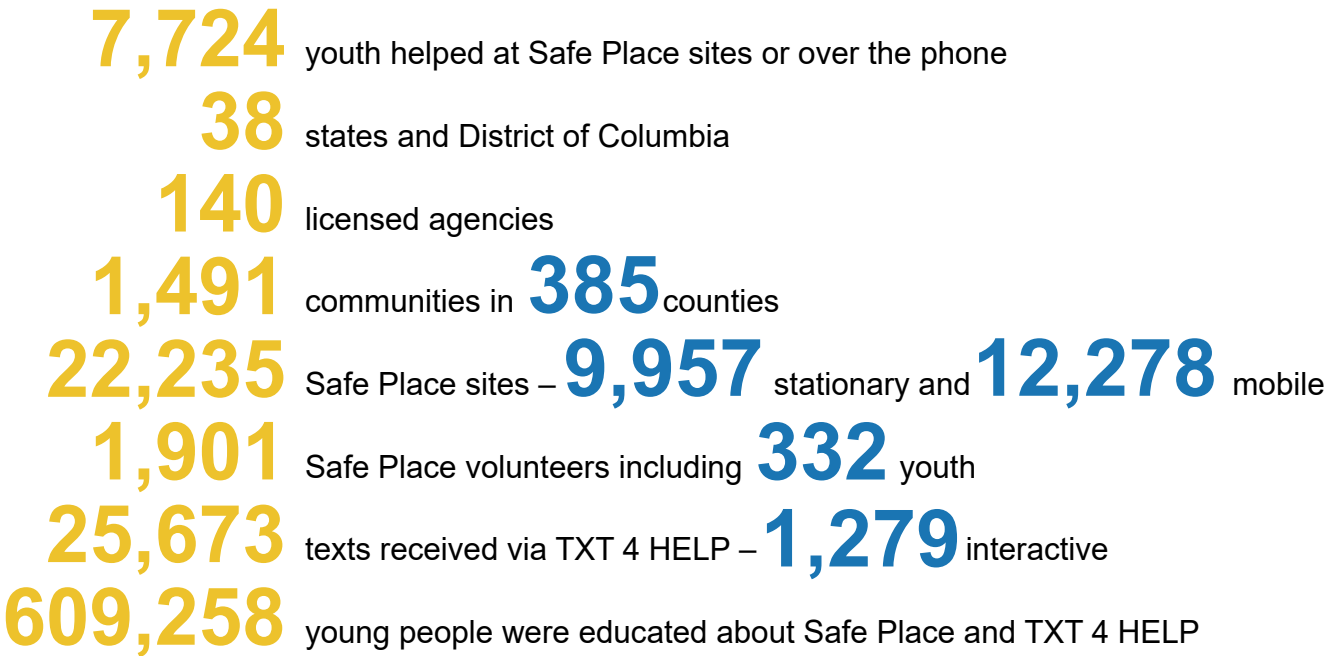 7,724 youth helped at Safe Place sites or over the phone
38 states and District of Columbia
140 licensed agencies
1,491 communities in 385 counties
22,235 Safe Place sites – 9,957 stationary and 12,278 mobile
1,901 Safe Place volunteers including 332 youth
25,673 texts received via TXT 4 HELP – 1,279 interactive
609,258 young people were educated about Safe Place and TXT 4 HELP